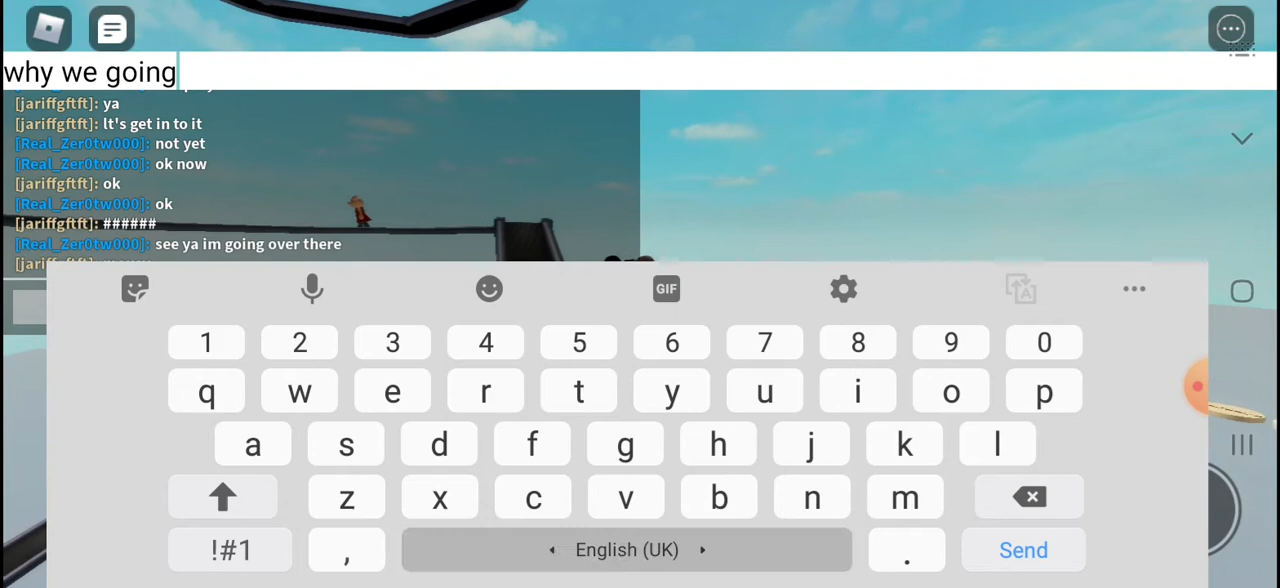 why we going
[jariffgftft]: ya
[jariffgftft]: lt's get in to it
[Real_Zer0tw000]: not yet
[Real_Zer0tw000]: ok now
[jariffgftft]: ok
[Real_Zer0tw000]: ok
[jariffgftft]: ######
[Real_Zer0tw000]: see ya im going over there
GIF
1 2 3 4 5 6 7 8 9 0
q w e r t y u i o p
a s d f g h j k l
z x c v b n m
!#1 , English (UK) . Send